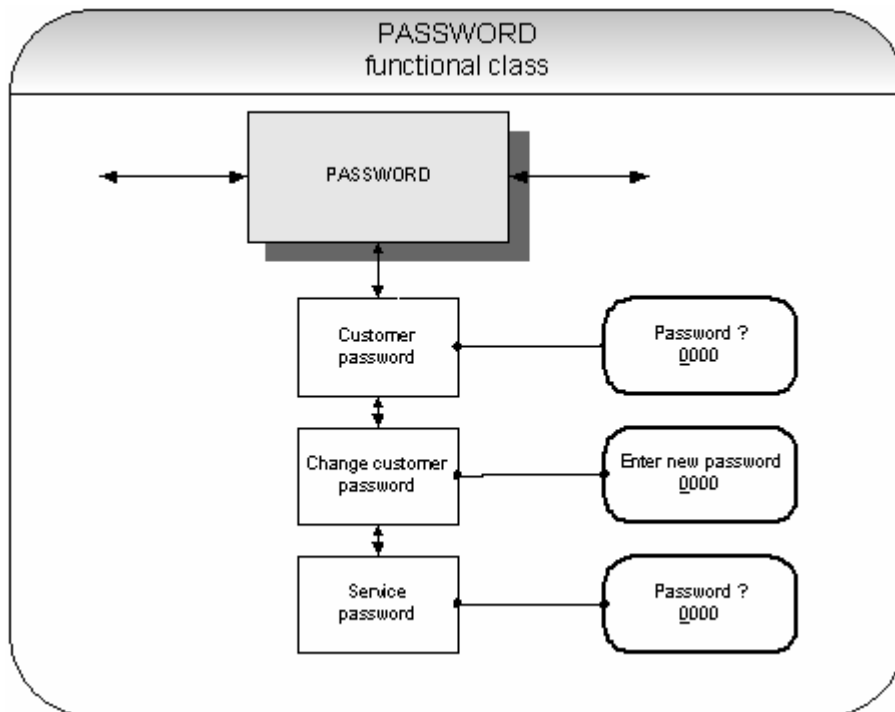 PASSWORD
functional class
PASSWORD
Customer
password
Password ?
0000
Change customer
password
Enter new password
0000
Service
password
Password ?
0000